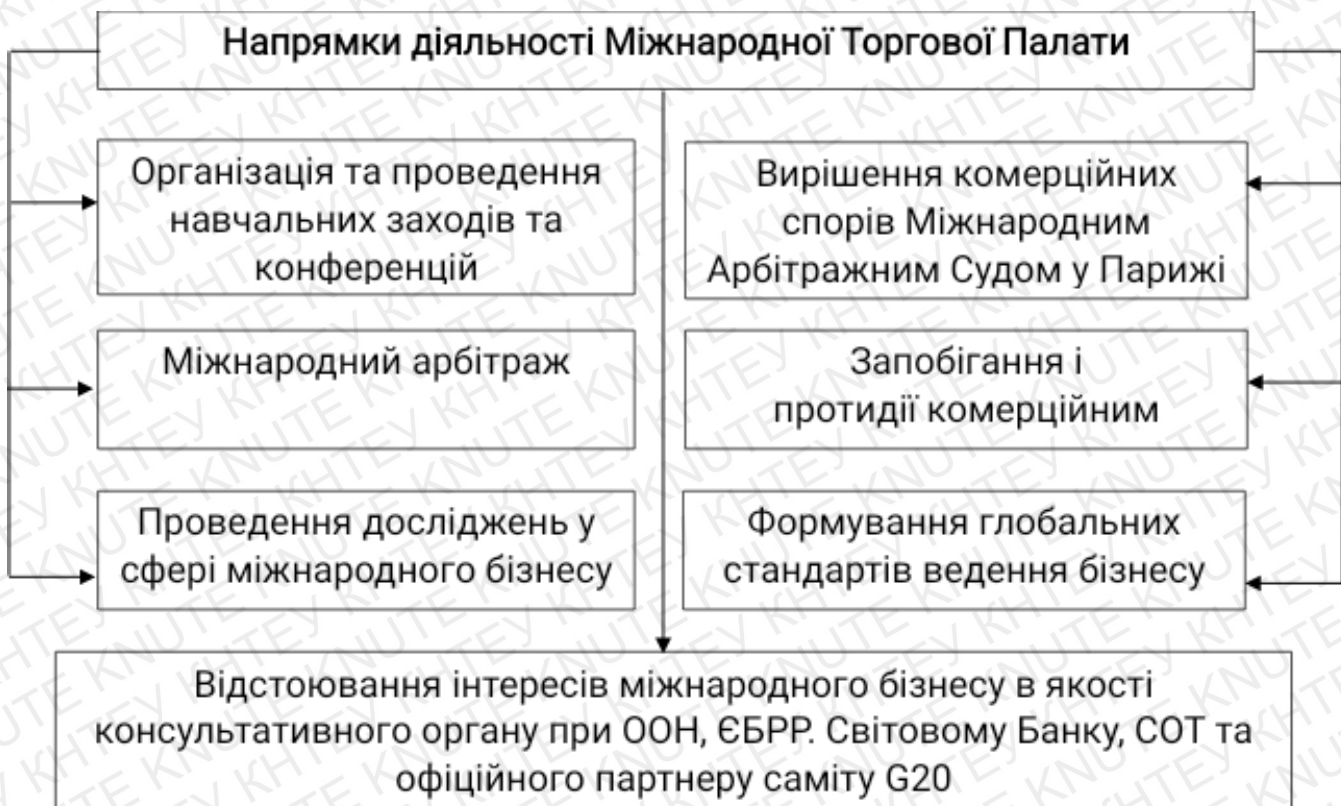 Напрямки діяльності Міжнародної Торгової Палати
Організація та проведення
навчальних заходів та
конференцій
Вирішення комерційних
спорів Міжнародним
Арбітражним Судом у Парижі
Міжнародний арбітраж
Запобігання і
протидії комерційним
Проведення досліджень у
сфері міжнародного бізнесу
Формування глобальних
стандартів ведення бізнесу
Відстоювання інтересів міжнародного бізнесу в якості
консультативного органу при ООН, ЄБРР. Світовому Банку, СОТ та
офіційного партнеру саміту G20